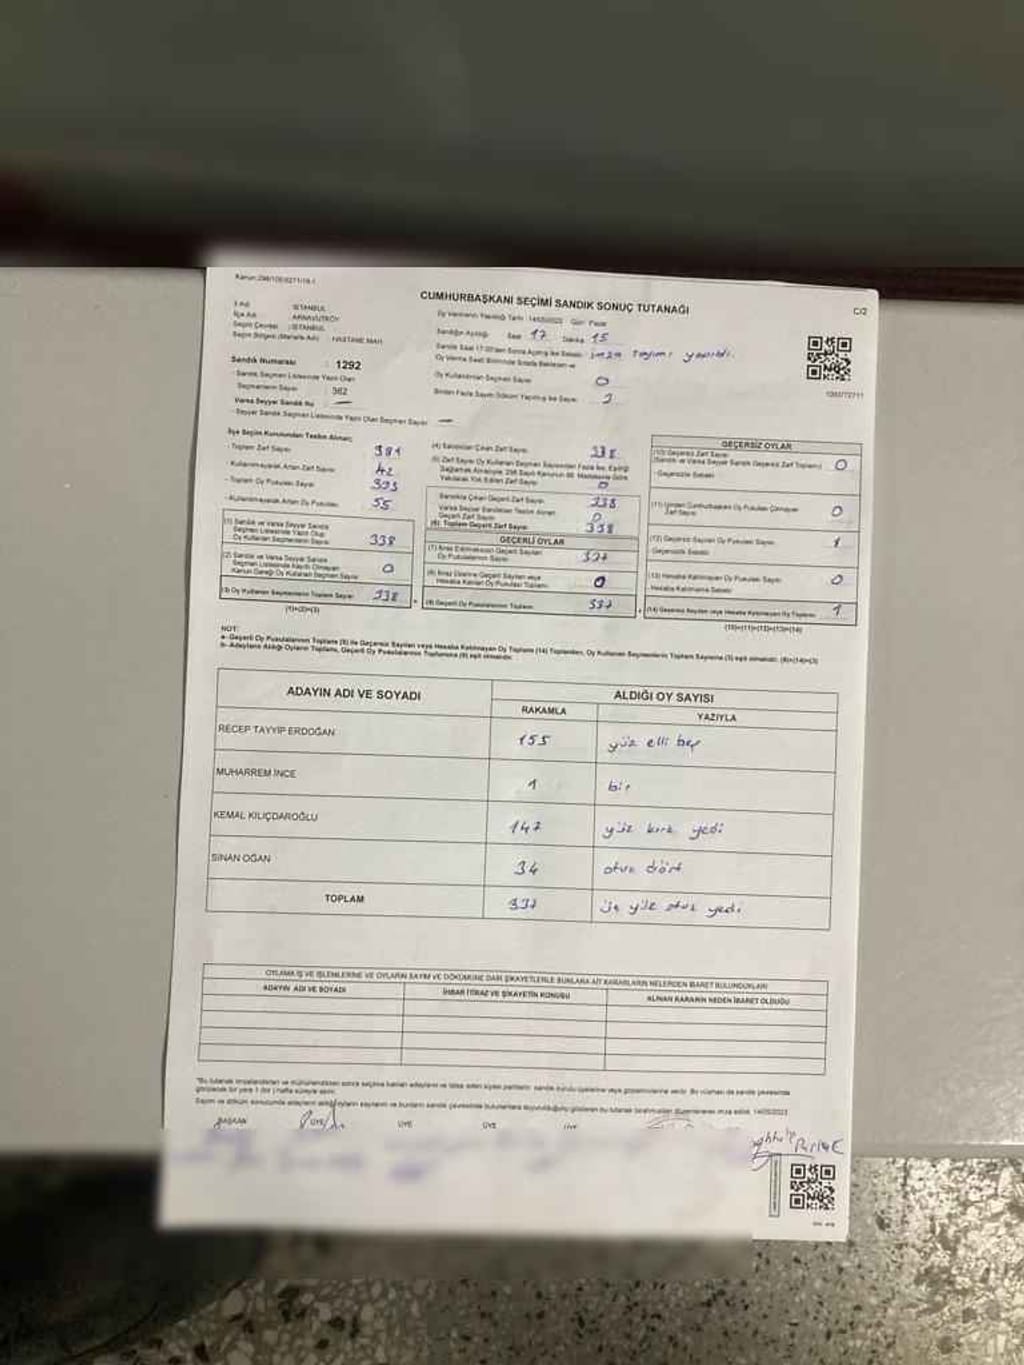 Kanun:298/105/6271/16-1
CUMHURBAŞKANI SEÇİMİ SANDIK SONUÇ TUTANAĞI
C/2
İl Adı : İSTANBUL
İlçe Adı : ARNAVUTKÖY
Seçim Çevresi : İSTANBUL
Seçim Bölgesi (Mahalle Adı) : HASTANE MAH
Oy Vermenin Yapıldığı Tarih : 14/05/2023 Gün : Pazar
Sandığın Açıldığı Saat 17 Dakika 15
Sandık Saat 17:00'den Sonra Açılmış İse Sebebi : imza sayımı yapıldı.
Oy Kullandırılan Seçmen Sayısı 0
Birden Fazla Sayım Döküm Yapılmış İse Sayısı
Sandık Numarası : 1292
- Sandık Seçmen Listesinde Yazılı Olan
Seçmenlerin Sayısı : 382
Varsa Seyyar Sandık No : —
- Seyyar Sandık Seçmen Listesinde Yazılı Olan Seçmen Sayısı —
İlçe Seçim Kurulundan Teslim Alınan;
- Toplam Zarf Sayısı
- Kullanılmayarak Artan Zarf Sayısı 42
- Toplam Oy Pusulası Sayısı 393
- Kullanılmayarak Artan Oy Pusulası 55
(1) Sandık ve Varsa Seyyar Sandık
Seçmen Listesinde Yazılı Olup
Oy Kullanan Seçmenlerin Sayısı 338
(2) Sandık ve Varsa Seyyar Sandık
Seçmen Listesinde Kayıtlı Olmayan
Kanun Gereği Oy Kullanan Seçmen Sayısı 0
(3) Oy Kullanan Seçmenlerin Toplam Sayısı 338
(1)+(2)=(3)
(4) Sandıktan Çıkan Zarf Sayısı 338
(5) Zarf Sayısı Oy Kullanan Seçmen Sayısından Fazla İse, Eşitliği
Sağlamak Amacıyla, 298 Sayılı Kanunun 98. Maddesine Göre
Yakılarak Yok Edilen Zarf Sayısı 0
Sandıkta Çıkan Geçerli Zarf Sayısı 338
Varsa Seyyar Sandıktan Teslim Alınan
Geçerli Zarf Sayısı 0
(6) Toplam Geçerli Zarf Sayısı 338
GEÇERLİ OYLAR
(7) İtiraz Edilmeksizin Geçerli Sayılan
Oy Pusulalarının Sayısı 337
(8) İtiraz Üzerine Geçerli Sayılan veya
Hesaba Katılan Oy Pusulası Toplamı 0
(9) Geçerli Oy Pusulalarının Toplamı 337
GEÇERSİZ OYLAR
(10) Geçersiz Zarf Sayısı
(Sandık ve Varsa Seyyar Sandık Geçersiz Zarf Toplamı) 0
- Geçersizlik Sebebi
(11) İçinden Cumhurbaşkanı Oy Pusulası Çıkmayan
Zarf Sayısı 0
(12) Geçersiz Sayılan Oy Pusulası Sayısı 1
- Geçersizlik Sebebi
(13) Hesaba Katılmayan Oy Pusulası Sayısı 0
- Hesaba Katılmama Sebebi
(14) Geçersiz Sayılan veya Hesaba Katılmayan Oy Toplamı 1
(10)+(11)+(12)+(13)=(14)
NOT:
a- Geçerli Oy Pusulalarının Toplamı (9) ile Geçersiz Sayılan veya Hesaba Katılmayan Oy Toplamı (14) Toplamları, Oy Kullanan Seçmenlerin Toplam Sayısına (3) eşit olmalıdır. (9)+(14)=(3)
b- Adayların Aldığı Oyların Toplamı, Geçerli Oy Pusulalarının Toplamına (9) eşit olmalıdır.
ADAYIN ADI VE SOYADI
ALDIĞI OY SAYISI
RAKAMLA
YAZIYLA
RECEP TAYYİP ERDOĞAN 155 yüz elli beş
MUHARREM İNCE 1 bir
KEMAL KILIÇDAROĞLU 147 yüz kırk yedi
SİNAN OĞAN 34 otuz dört
TOPLAM 337 üç yüz otuz yedi
OYLAMA İŞ VE İŞLEMLERİNE VE OYLARIN SAYIM VE DÖKÜMÜNE DAİR ŞİKAYETLERLE BUNLARA AİT KARARLARIN NELERDEN İBARET BULUNDUKLARI
ADAYIN ADI VE SOYADI
İHBAR İTİRAZ VE ŞİKAYETİN KONUSU
ALINAN KARARIN NEDEN İBARET OLDUĞU
BAŞKAN ÜYE ÜYE ÜYE ÜYE